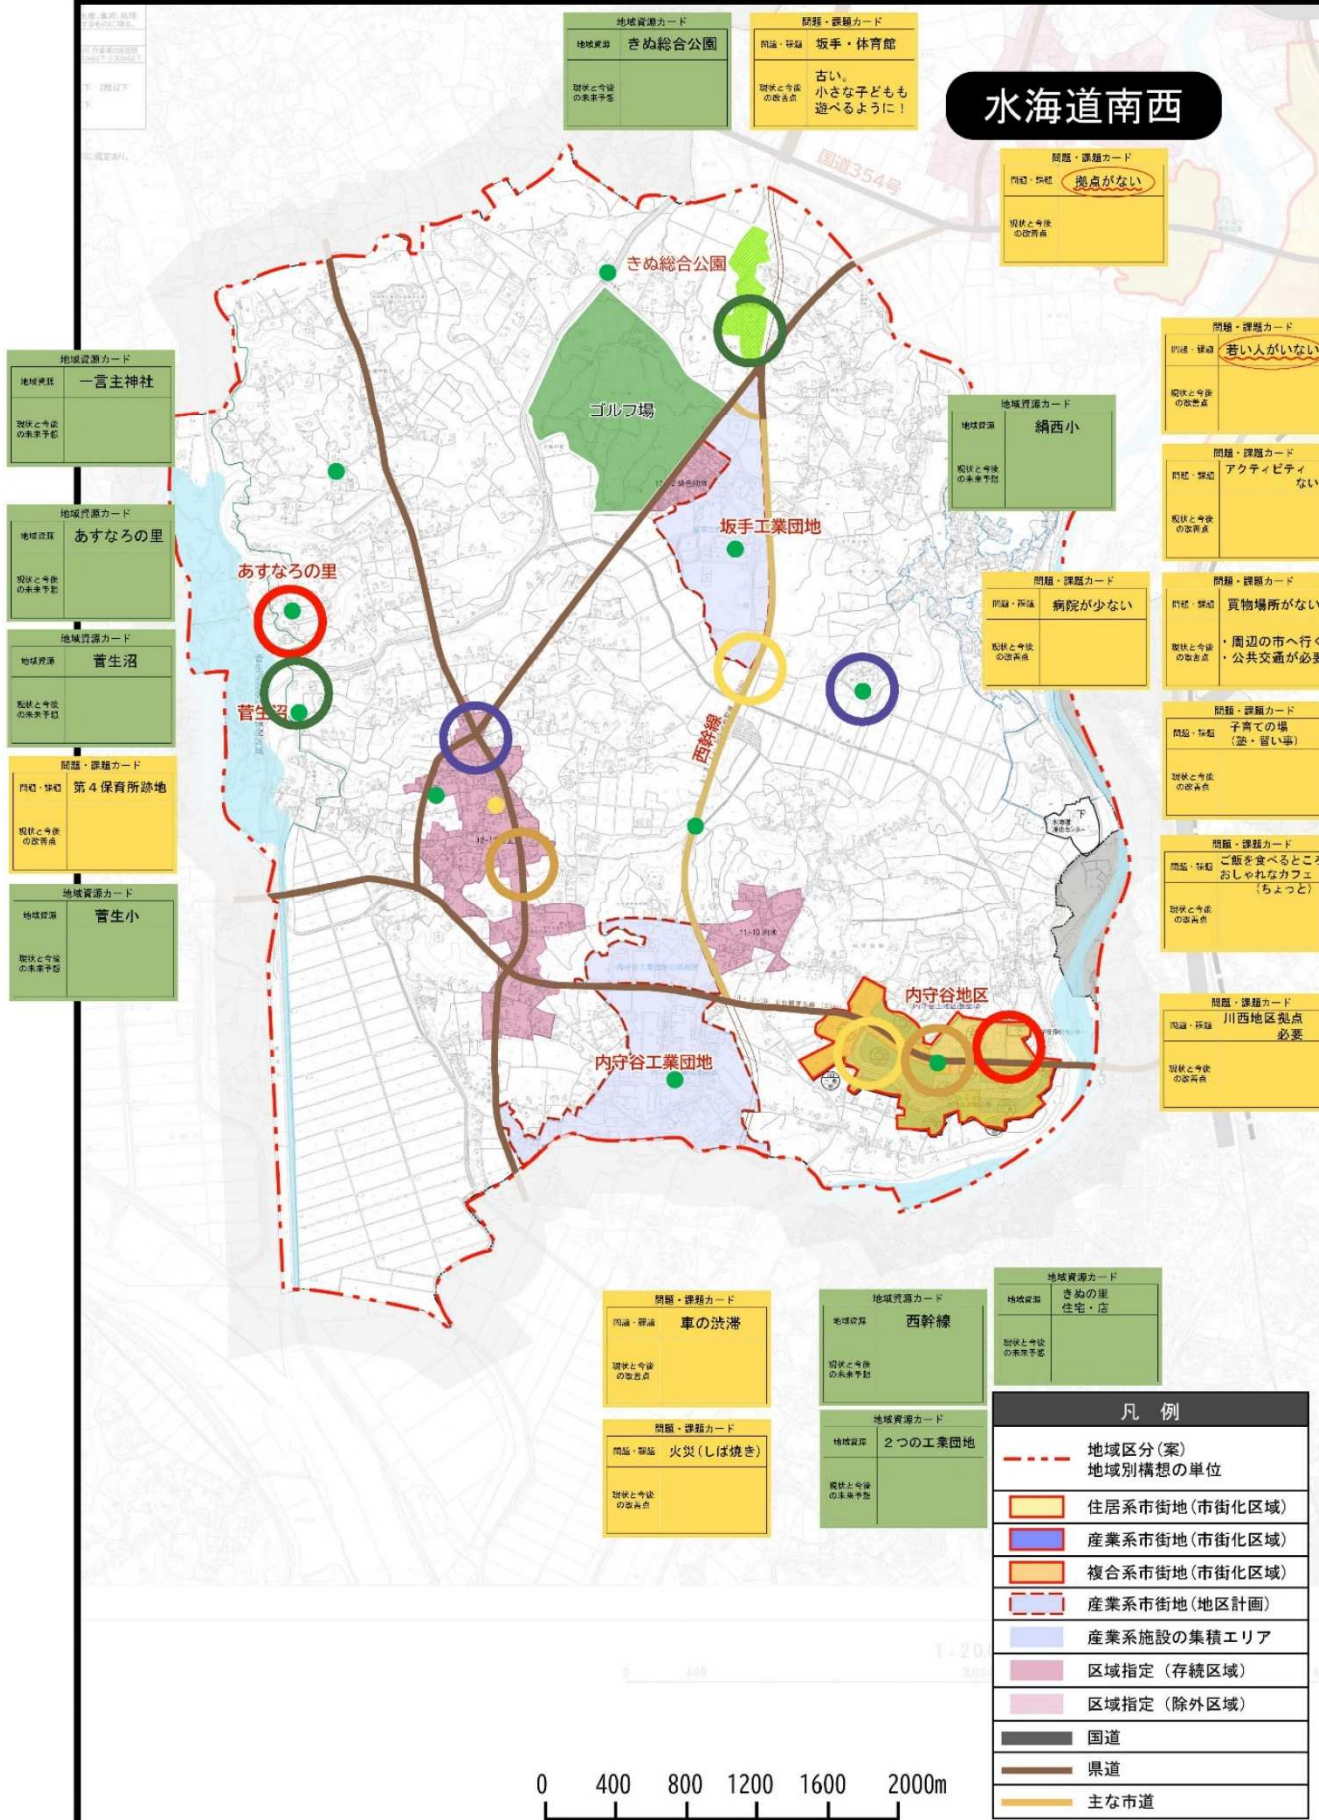 水海道南西
地域資源カード
地域資源 きぬ総合公園
現状と今後
の未来予想
問題・課題カード
問題・課題 坂手・体育館
現状と今後
の改善点
古い。
小さな子どもも
遊べるように!
問題・課題カード
問題・課題 拠点がない
現状と今後
の改善点
国道354号
問題・課題カード
問題・課題 若い人がいない
現状と今後
の改善点
地域資源カード
地域資源 絹西小
現状と今後
の未来予想
問題・課題カード
問題・課題 アクティビティ
ない
現状と今後
の改善点
問題・課題カード
問題・課題 病院が少ない
現状と今後
の改善点
問題・課題カード
問題・課題 買物場所がない
現状と今後
の改善点
・周辺の市へ行く
・公共交通が必要
問題・課題カード
問題・課題 子育ての場
(塾・習い事)
現状と今後
の改善点
問題・課題カード
問題・課題 ご飯を食べるところ
おしゃれなカフェ
(ちょっと)
現状と今後
の改善点
問題・課題カード
問題・課題 川西地区拠点
必要
現状と今後
の改善点
地域資源カード
地域資源 一言主神社
現状と今後
の未来予想
地域資源カード
地域資源 あすなろの里
現状と今後
の未来予想
地域資源カード
地域資源 菅生沼
現状と今後
の未来予想
問題・課題カード
問題・課題 第4保育所跡地
現状と今後
の改善点
地域資源カード
地域資源 菅生小
現状と今後
の未来予想
きぬ総合公園
ゴルフ場
坂手工業団地
あすなろの里
菅生沼
西幹線
内守谷地区
内守谷工業団地
問題・課題カード
問題・課題 車の渋滞
現状と今後
の改善点
問題・課題カード
問題・課題 火災(しば焼き)
現状と今後
の改善点
地域資源カード
地域資源 西幹線
現状と今後
の未来予想
地域資源カード
地域資源 2つの工業団地
現状と今後
の未来予想
地域資源カード
地域資源 きぬの里
住宅・店
現状と今後
の未来予想
凡 例
地域区分(案)
地域別構想の単位
住居系市街地(市街化区域)
産業系市街地(市街化区域)
複合系市街地(市街化区域)
産業系市街地(地区計画)
産業系施設の集積エリア
区域指定 (存続区域)
区域指定 (除外区域)
国道
県道
主な市道
0 400 800 1200 1600 2000m